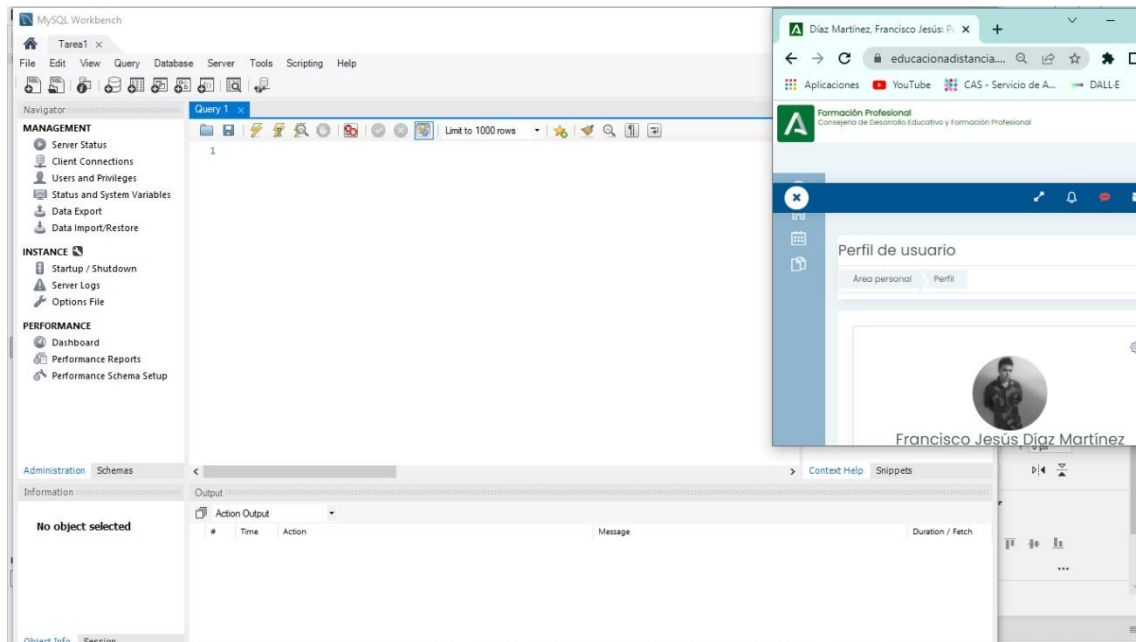 MySQL Workbench
Tarea1
File Edit View Query Database Server Tools Scripting Help
Navigator
MANAGEMENT
Server Status
Client Connections
Users and Privileges
Status and System Variables
Data Export
Data Import/Restore
INSTANCE
Startup / Shutdown
Server Logs
Options File
PERFORMANCE
Dashboard
Performance Reports
Performance Schema Setup
Administration Schemas
Information
No object selected
Object Info Session
Query 1
Limit to 1000 rows
1
Context Help Snippets
Output
Action Output
# Time Action Message Duration / Fetch
Díaz Martínez, Francisco Jesús: P
educacionadistancia....
Aplicaciones YouTube CAS - Servicio de A... DALL·E
Formación Profesional
Consejería de Desarrollo Educativo y Formación Profesional
Perfil de usuario
Área personal Perfil
Francisco Jesús Díaz Martínez
0 px